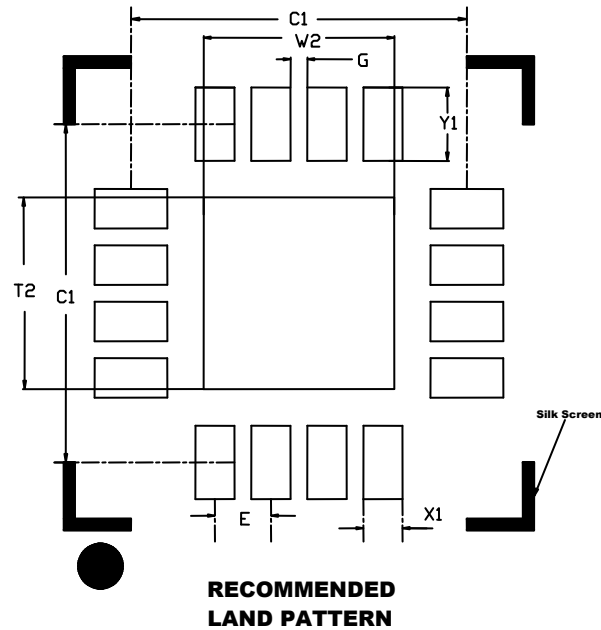 C1
W2
G
Y1
T2
C1
Silk Screen
E
X1
RECOMMENDED
LAND PATTERN